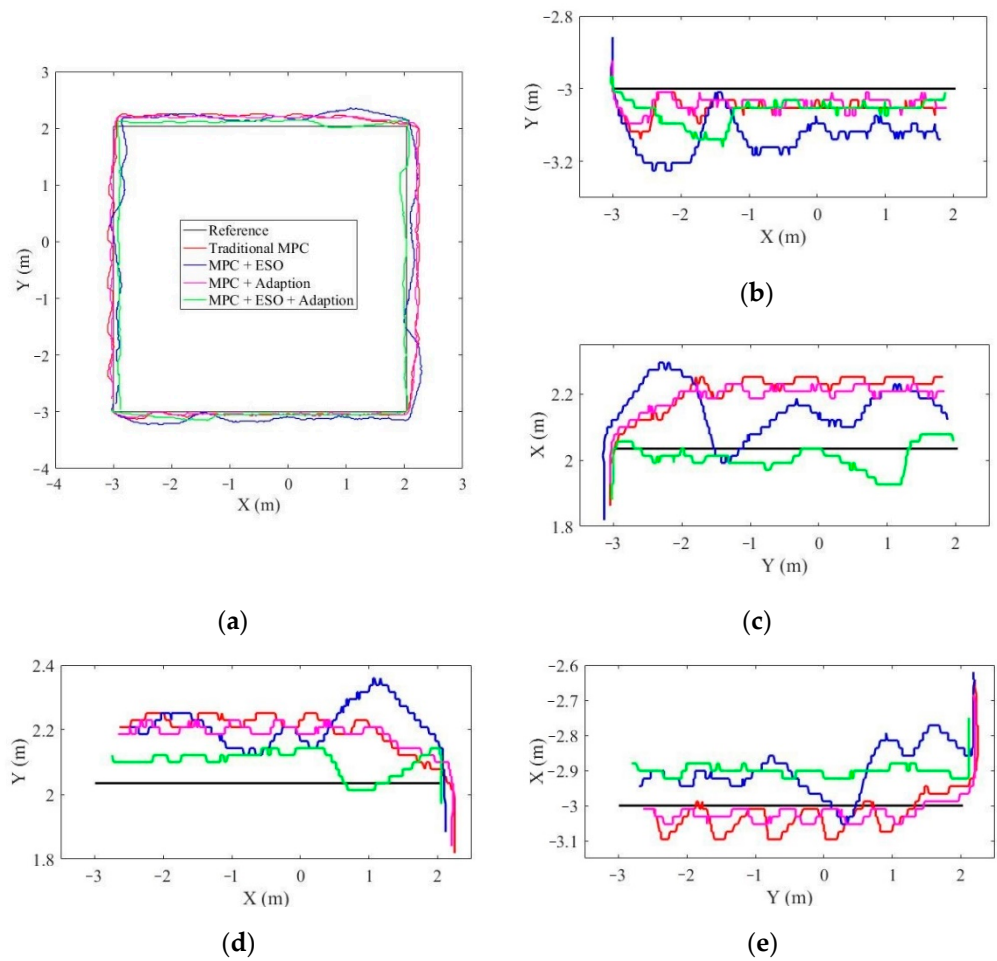 3
2
1
0
−1
−2
−3
−4
Y (m)
−4 −3 −2 −1 0 1 2 3
X (m)
Reference
Traditional MPC
MPC + ESO
MPC + Adaption
MPC + ESO + Adaption
(a)
−2.8
−3
−3.2
Y (m)
−3 −2 −1 0 1 2
X (m)
(b)
2.2
2
1.8
X (m)
−3 −2 −1 0 1 2
Y (m)
(c)
2.4
2.2
2
1.8
Y (m)
−3 −2 −1 0 1 2
X (m)
(d)
−2.6
−2.7
−2.8
−2.9
−3
−3.1
X (m)
−3 −2 −1 0 1 2
Y (m)
(e)